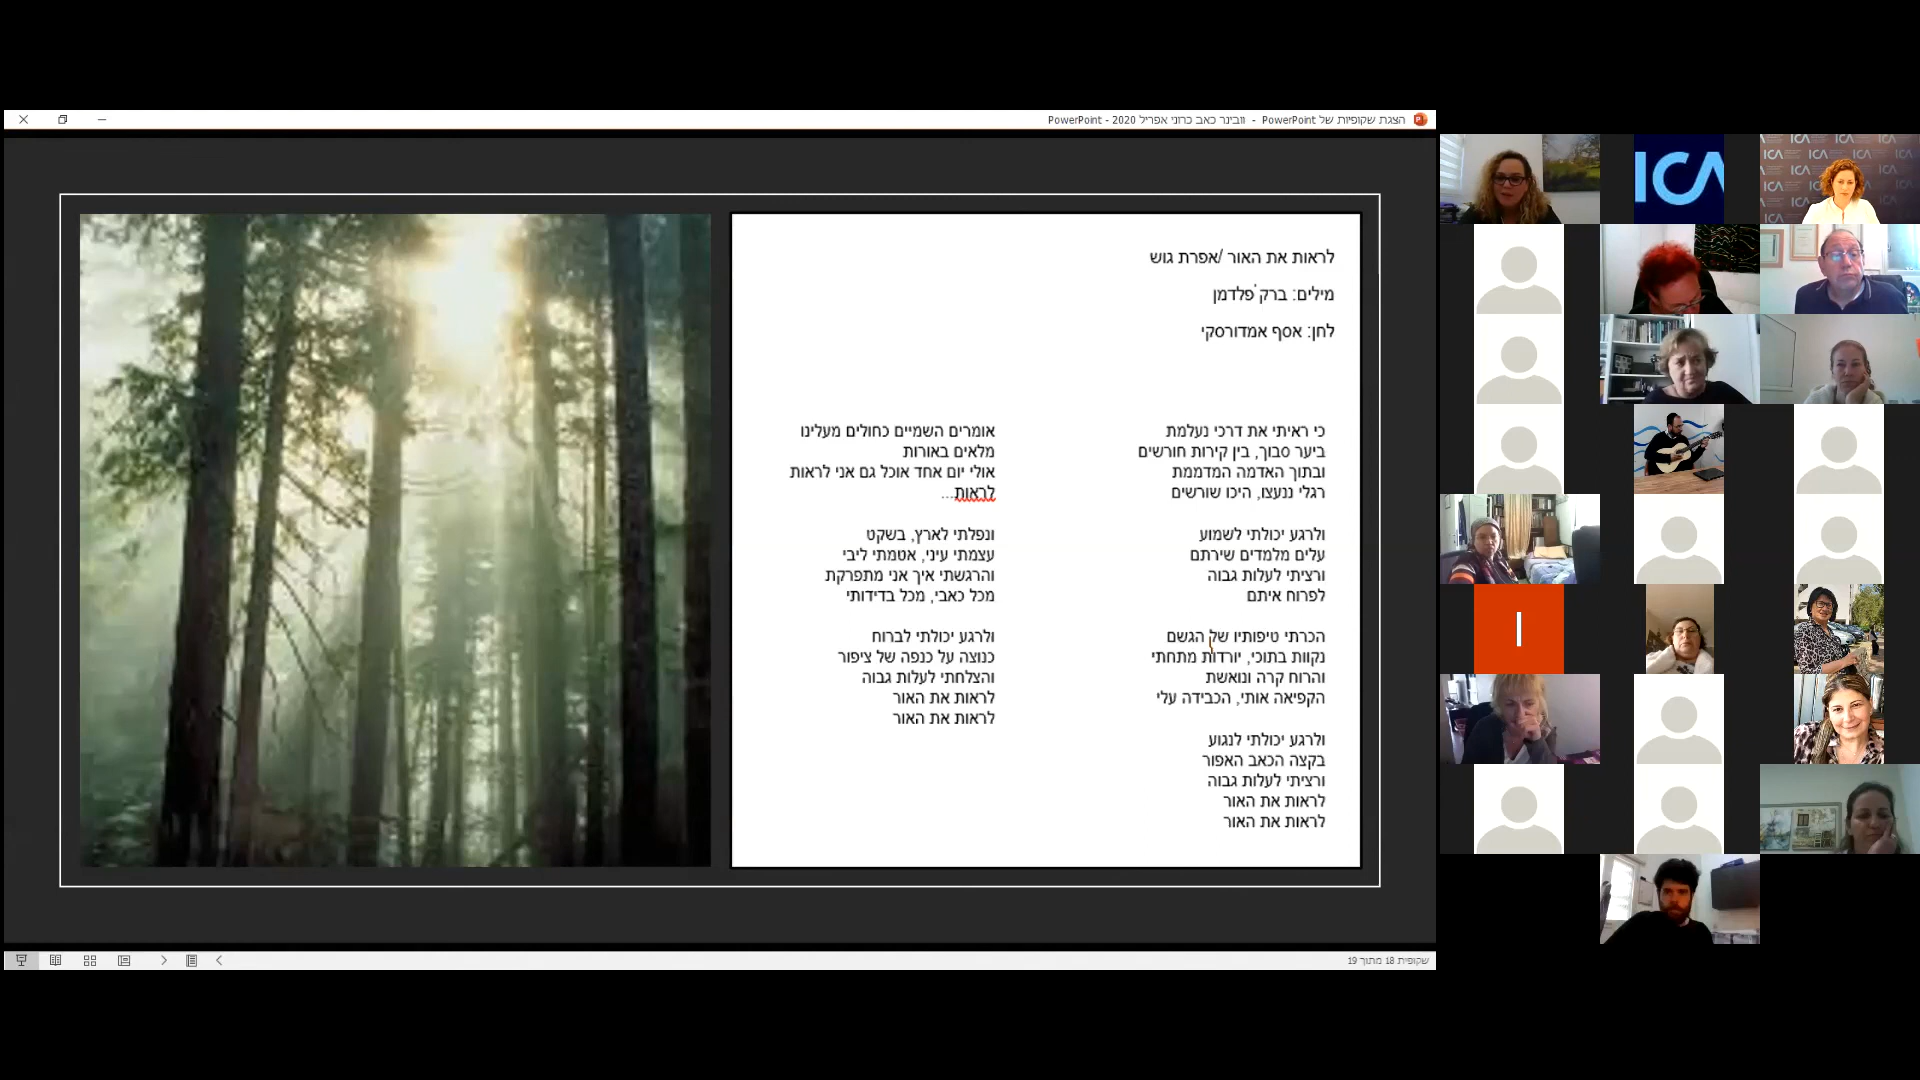 הצגת שקופיות של PowerPoint - וובינר כאב כרוני אפריל 2020 - PowerPoint
לראות את האור /אפרת גוש
מילים: ברק פלדמן
לחן: אסף אמדורסקי
כי ראיתי את דרכי נעלמת
ביער סבוך, בין קירות חורשים
ובתוך האדמה המדממת
רגלי ננעצו, היכו שורשים
ולרגע יכולתי לשמוע
עלים מלמדים שירתם
ורציתי לעלות גבוה
לפרוח איתם
הכרתי טיפותיו של הגשם
נקוות בתוכי, יורדות מתחתי
והרוח קרה ונואשת
הקפיאה אותי, הכבידה עלי
ולרגע יכולתי לנגוע
בקצה הכאב האפור
ורציתי לעלות גבוה
לראות את האור
לראות את האור
אומרים השמיים כחולים מעלינו
מלאים באורות
אולי יום אחד אוכל גם אני לראות
לראות...
ונפלתי לארץ, בשקט
עצמתי עיני, אטמתי ליבי
והרגשתי איך אני מתפרקת
מכל כאבי, מכל בדידותי
ולרגע יכולתי לברוח
כנוצה על כנפה של ציפור
והצלחתי לעלות גבוה
לראות את האור
לראות את האור
שקופית 18 מתוך 19
ICA
I